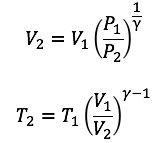 V₂ = V₁ (P₁/P₂)^(1/γ)
T₂ = T₁ (V₁/V₂)^(γ−1)